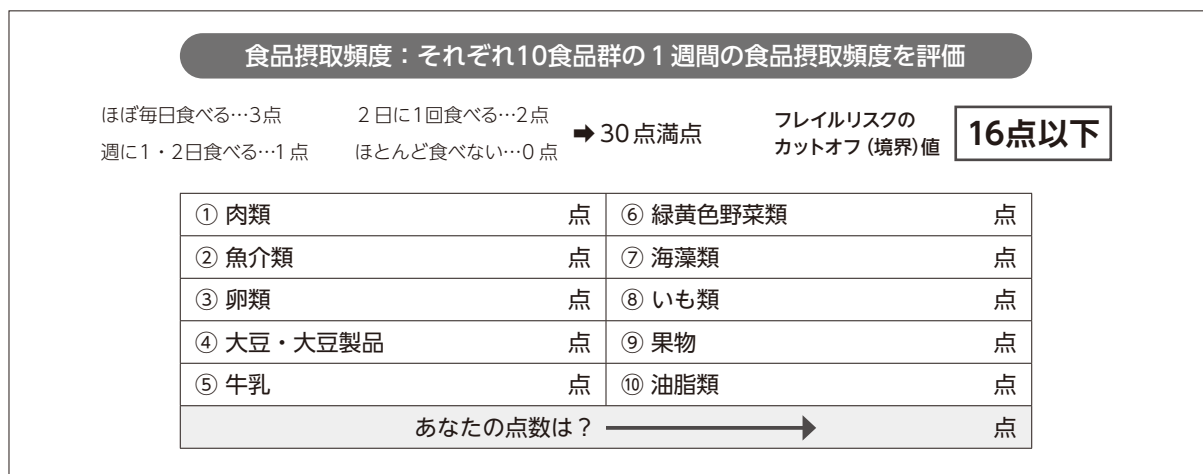 食品摂取頻度：それぞれ10食品群の１週間の食品摂取頻度を評価
ほぼ毎日食べる…3点 ２日に1回食べる…2点
週に１・２日食べる…１点 ほとんど食べない…０点
➡30点満点
フレイルリスクの
カットオフ（境界）値
16点以下
① 肉類 点 ⑥ 緑黄色野菜類 点
② 魚介類 点 ⑦ 海藻類 点
③ 卵類 点 ⑧ いも類 点
④ 大豆・大豆製品 点 ⑨ 果物 点
⑤ 牛乳 点 ⑩ 油脂類 点
あなたの点数は？ 点